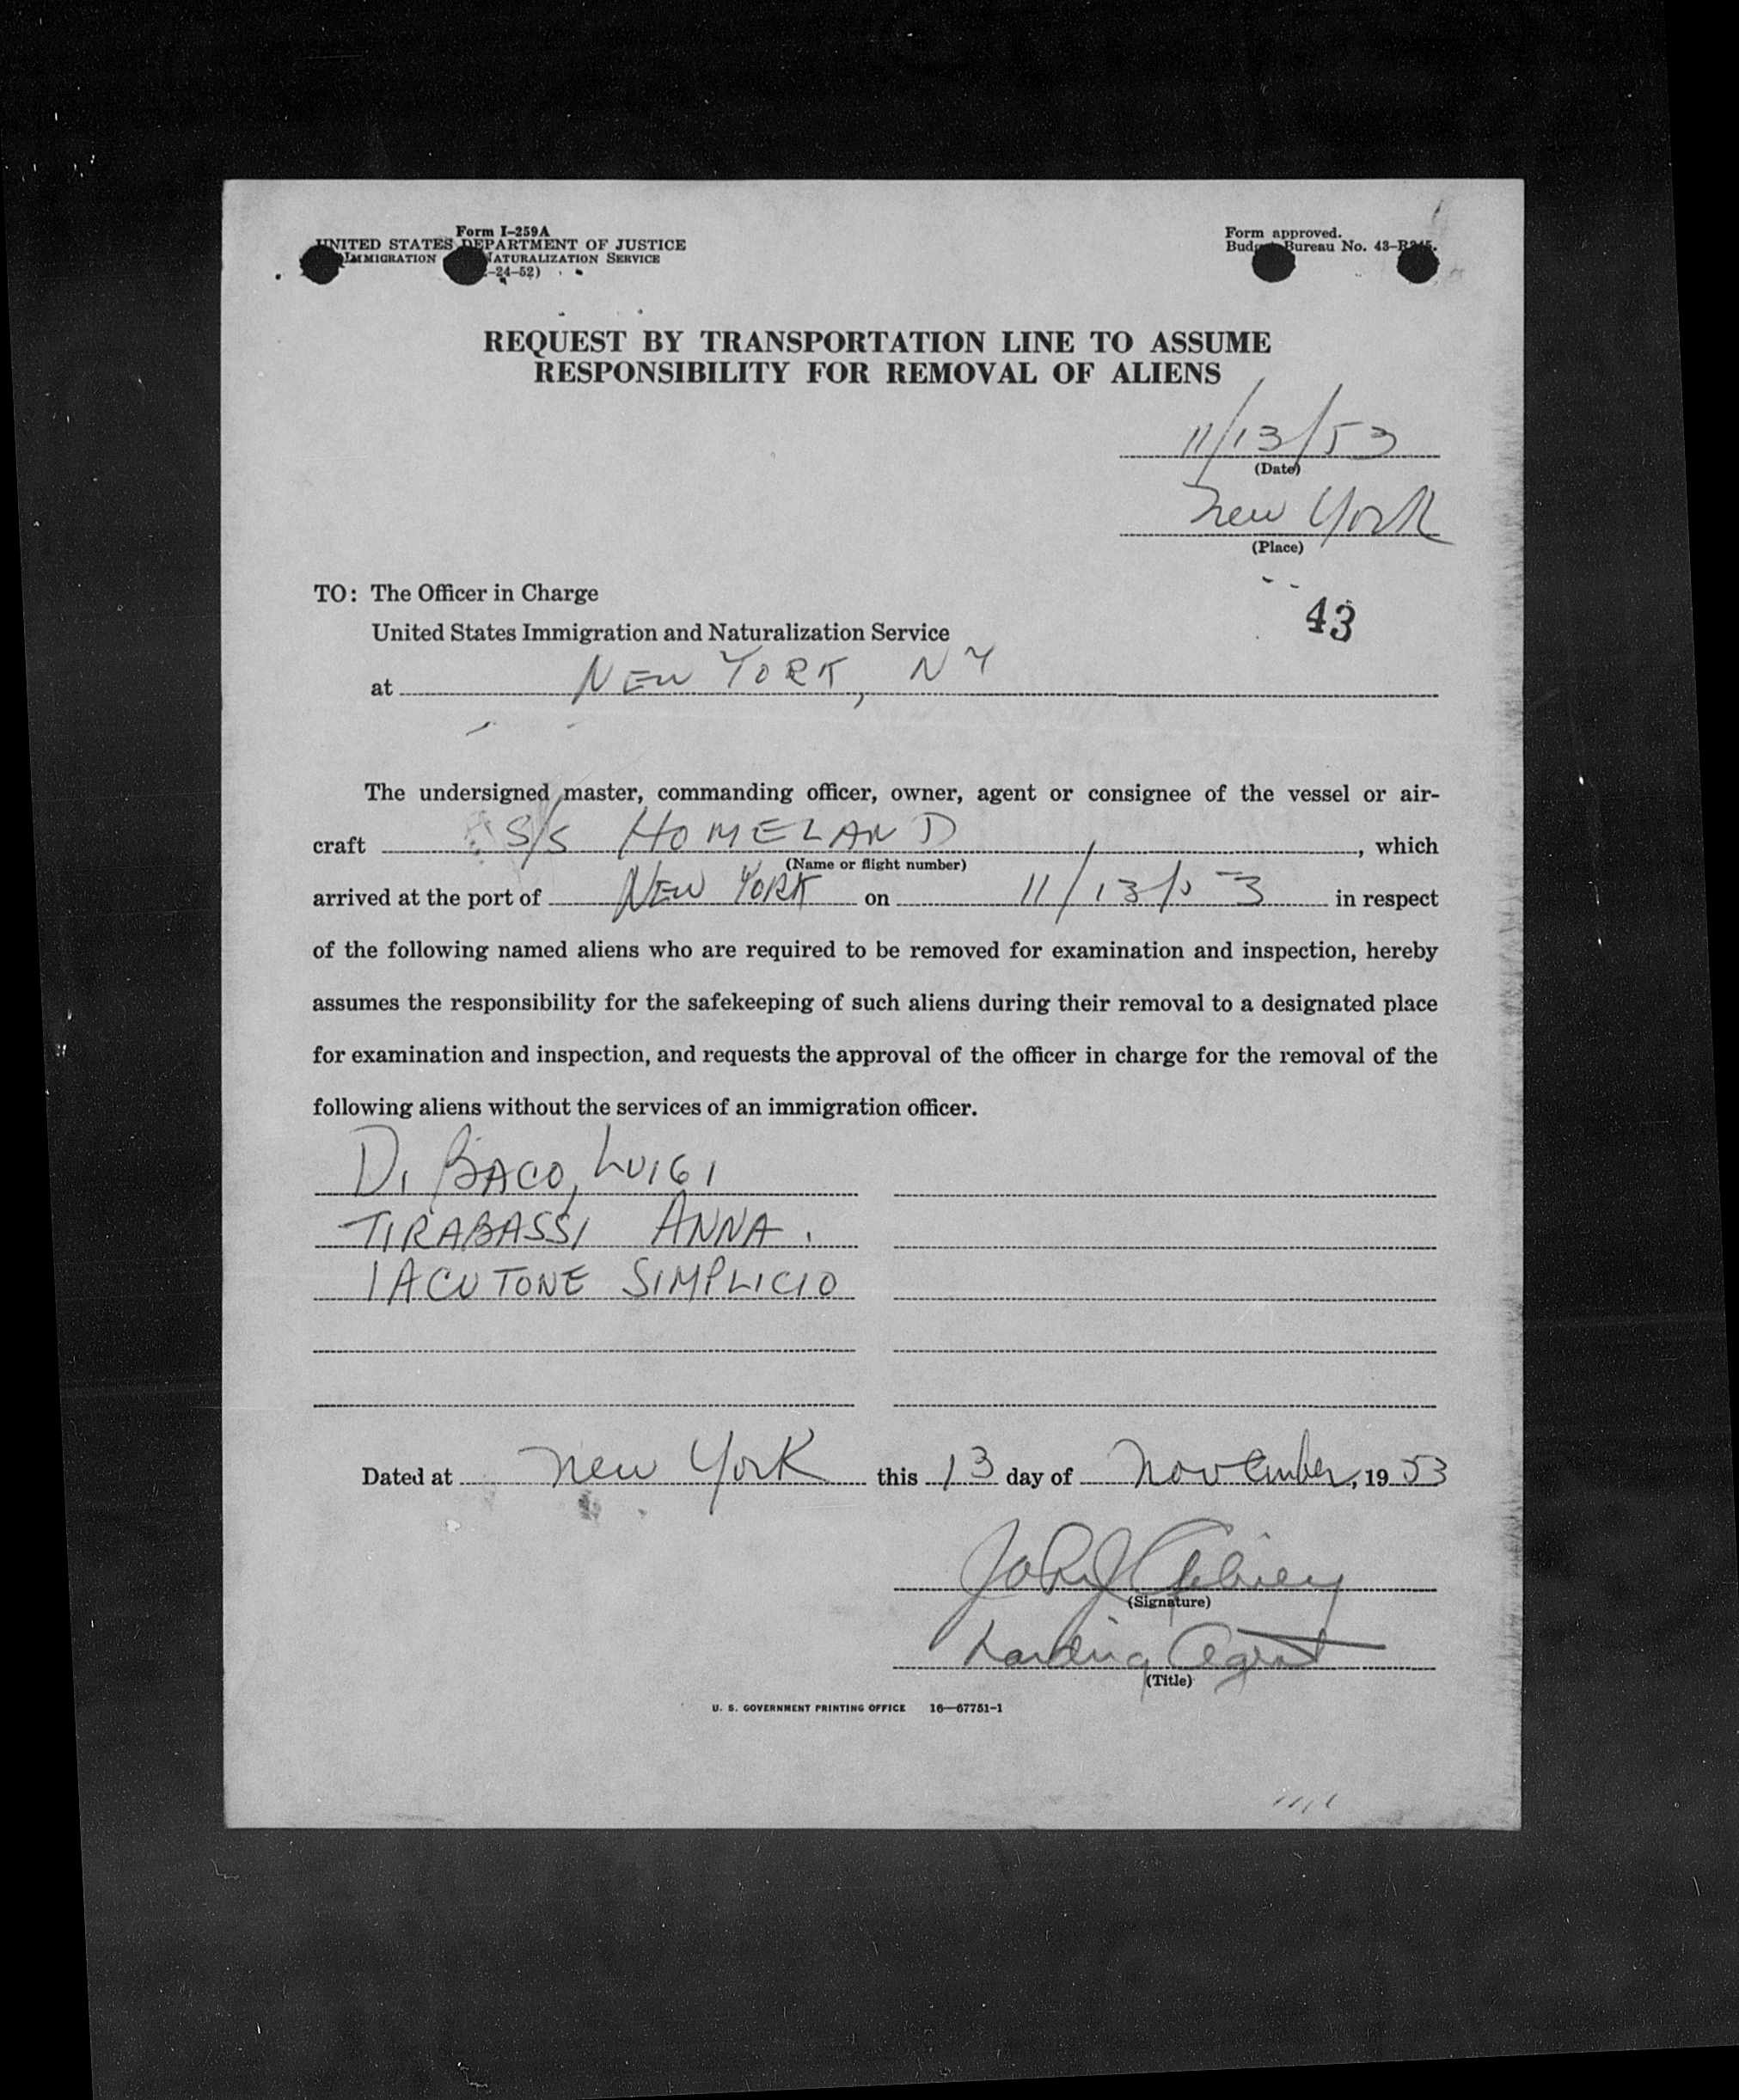 Form I-259A
UNITED STATES DEPARTMENT OF JUSTICE
IMMIGRATION NATURALIZATION SERVICE
-24-52)
Form approved.
Budget Bureau No. 43-R
REQUEST BY TRANSPORTATION LINE TO ASSUME
RESPONSIBILITY FOR REMOVAL OF ALIENS
11/13/53
(Date)
New York
(Place)
TO: The Officer in Charge
43
United States Immigration and Naturalization Service
at NEW YORK, NY
The undersigned master, commanding officer, owner, agent or consignee of the vessel or air-
craft S/S HOMELAND, which
(Name or flight number)
arrived at the port of NEW YORK on 11/13/53 in respect
of the following named aliens who are required to be removed for examination and inspection, hereby
assumes the responsibility for the safekeeping of such aliens during their removal to a designated place
for examination and inspection, and requests the approval of the officer in charge for the removal of the
following aliens without the services of an immigration officer.
DI BACO, LUIGI
TIRABASSI ANNA.
IACUTONE SIMPLICIO
Dated at New York this 13 day of November, 19 53
John J
(Signature)
Landing Agent
(Title)
U. S. GOVERNMENT PRINTING OFFICE 16—67751-1